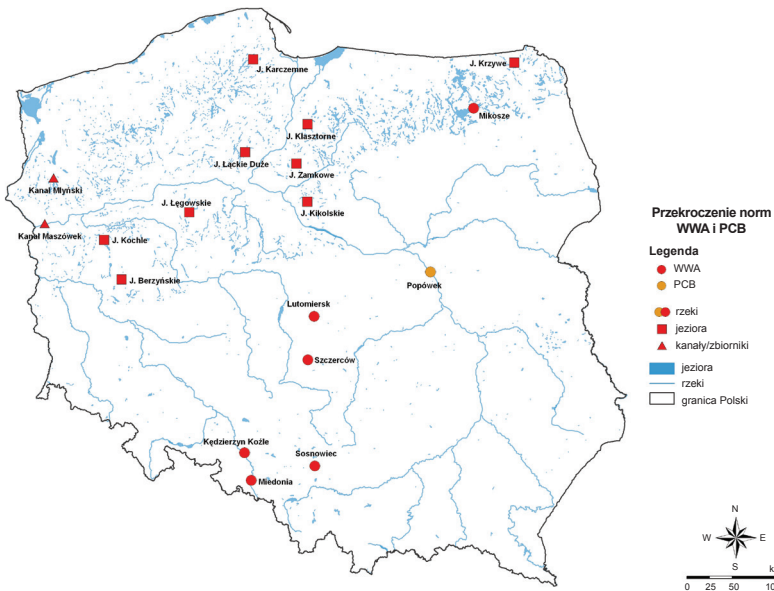 J. Karczemne
J. Krzywe
Mikosze
J. Klasztorne
J. Łąckie Duże
J. Zamkowe
Kanał Młyński
J. Łęgowskie
J. Kikolskie
Kanał Maszówek
J. Kochle
J. Berzyńskie
Popówek
Lutomiersk
Szczerców
Kędzierzyn Koźle
Sosnowiec
Miedonia
Przekroczenie norm
WWA i PCB
Legenda
WWA
PCB
rzeki
jeziora
kanały/zbiorniki
jeziora
rzeki
granica Polski
N
W E
S
0 25 50